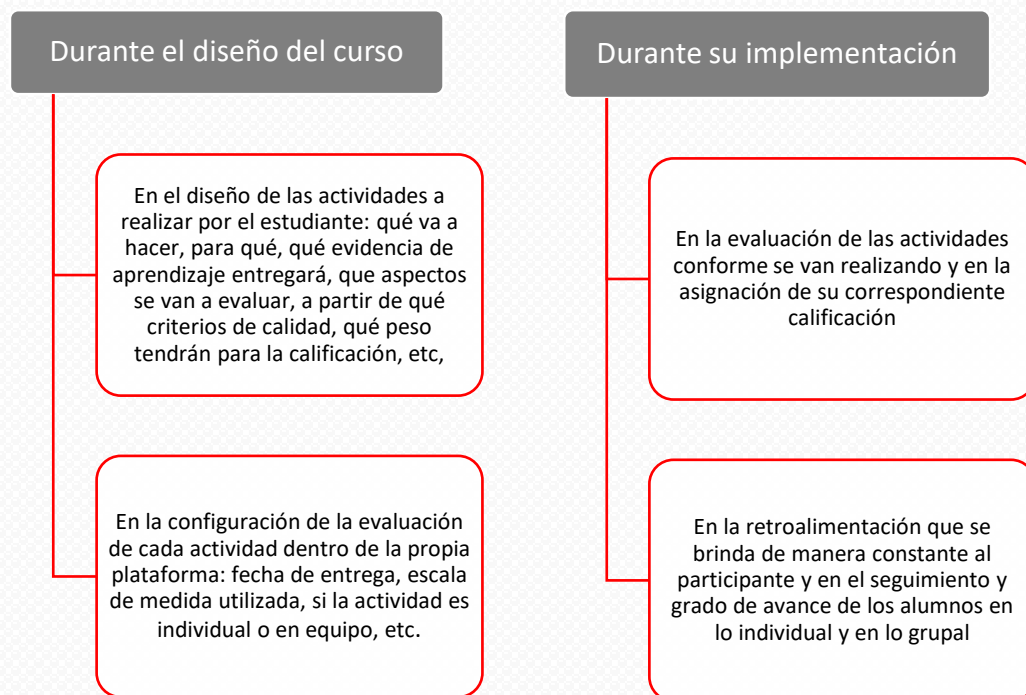 Durante el diseño del curso
En el diseño de las actividades a
realizar por el estudiante: qué va a
hacer, para qué, qué evidencia de
aprendizaje entregará, que aspectos
se van a evaluar, a partir de qué
criterios de calidad, qué peso
tendrán para la calificación, etc,
En la configuración de la evaluación
de cada actividad dentro de la propia
plataforma: fecha de entrega, escala
de medida utilizada, si la actividad es
individual o en equipo, etc.
Durante su implementación
En la evaluación de las actividades
conforme se van realizando y en la
asignación de su correspondiente
calificación
En la retroalimentación que se
brinda de manera constante al
participante y en el seguimiento y
grado de avance de los alumnos en
lo individual y en lo grupal